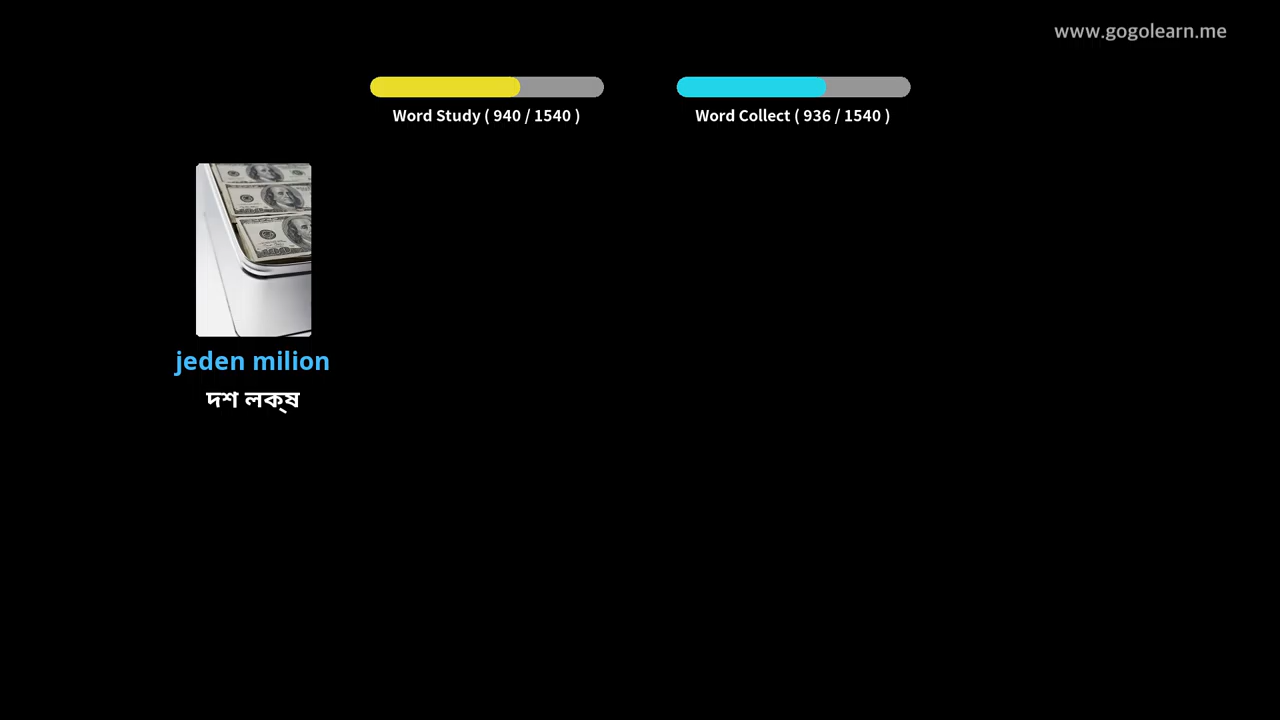 www.gogolearn.me
Word Study ( 940 / 1540 )
Word Collect ( 936 / 1540 )
jeden milion
দশ লক্ষ